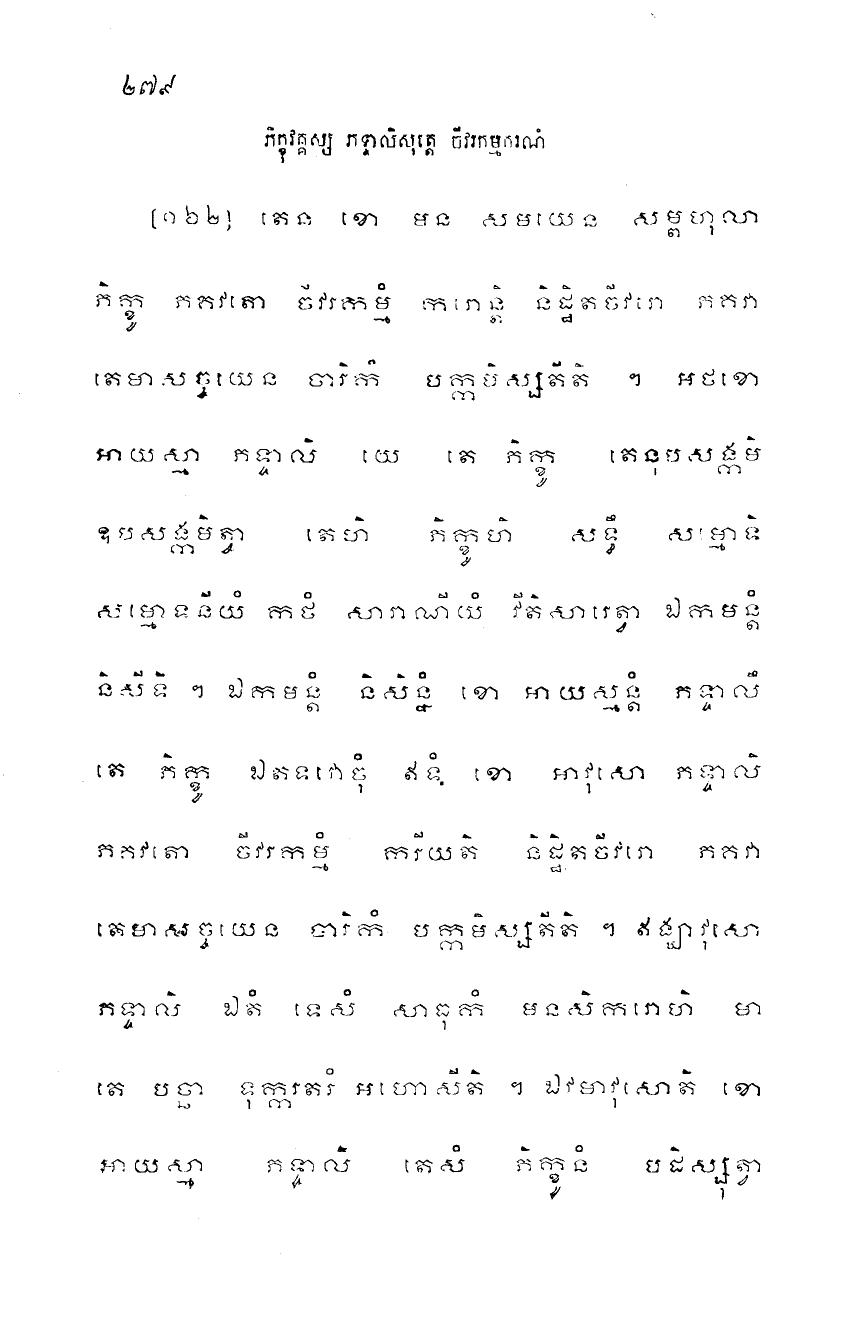 ២៧៩
ភិក្ខុវគ្គស្ស ភទ្ទាលិសុត្តេ ចីវរកម្មករណំ
[១៦២] តេន ខោ បន សមយេន សម្ពហុលា
ភិក្ខូ ភគវតោ ចីវរកម្មំ ករោន្តិ និដ្ឋិតចីវរោ ភគវា
តេមាសច្ចយេន ចារិកំ បក្កមិស្សតីតិ ។ អថខោ
អាយស្មា ភទ្ទាលិ យេ តេ ភិក្ខូ តេនុបសង្កមិ
ឧបសង្កមិត្វា តេហិ ភិក្ខូហិ សទ្ធឹ សម្មោទិ
សម្មោទនីយំ កថំ សារាណីយំ វីតិសារេត្វា ឯកមន្តំ
និសីទិ ។ ឯកមន្តំ និសិន្នំ ខោ អាយស្មន្តំ ភទ្ទាលឹ
តេ ភិក្ខូ ឯតទវោចុំ ឥទំ ខោ អាវុសោ ភទ្ទាលិ
ភគវតោ ចីវរកម្មំ ករីយតិ និដ្ឋិតចីវរោ ភគវា
តេមាសច្ចយេន ចារិកំ បក្កមិស្សតីតិ ។ ឥង្ឃាវុសោ
ភទ្ទាលិ ឯតំ ទេសំ សាធុកំ មនសិករោហិ មា
តេ បច្ឆា ទុក្ករតរំ អហោសីតិ ។ ឯវមាវុសោតិ ខោ
អាយស្មា ភទ្ទាលិ តេសំ ភិក្ខូនំ បដិស្សុត្វា